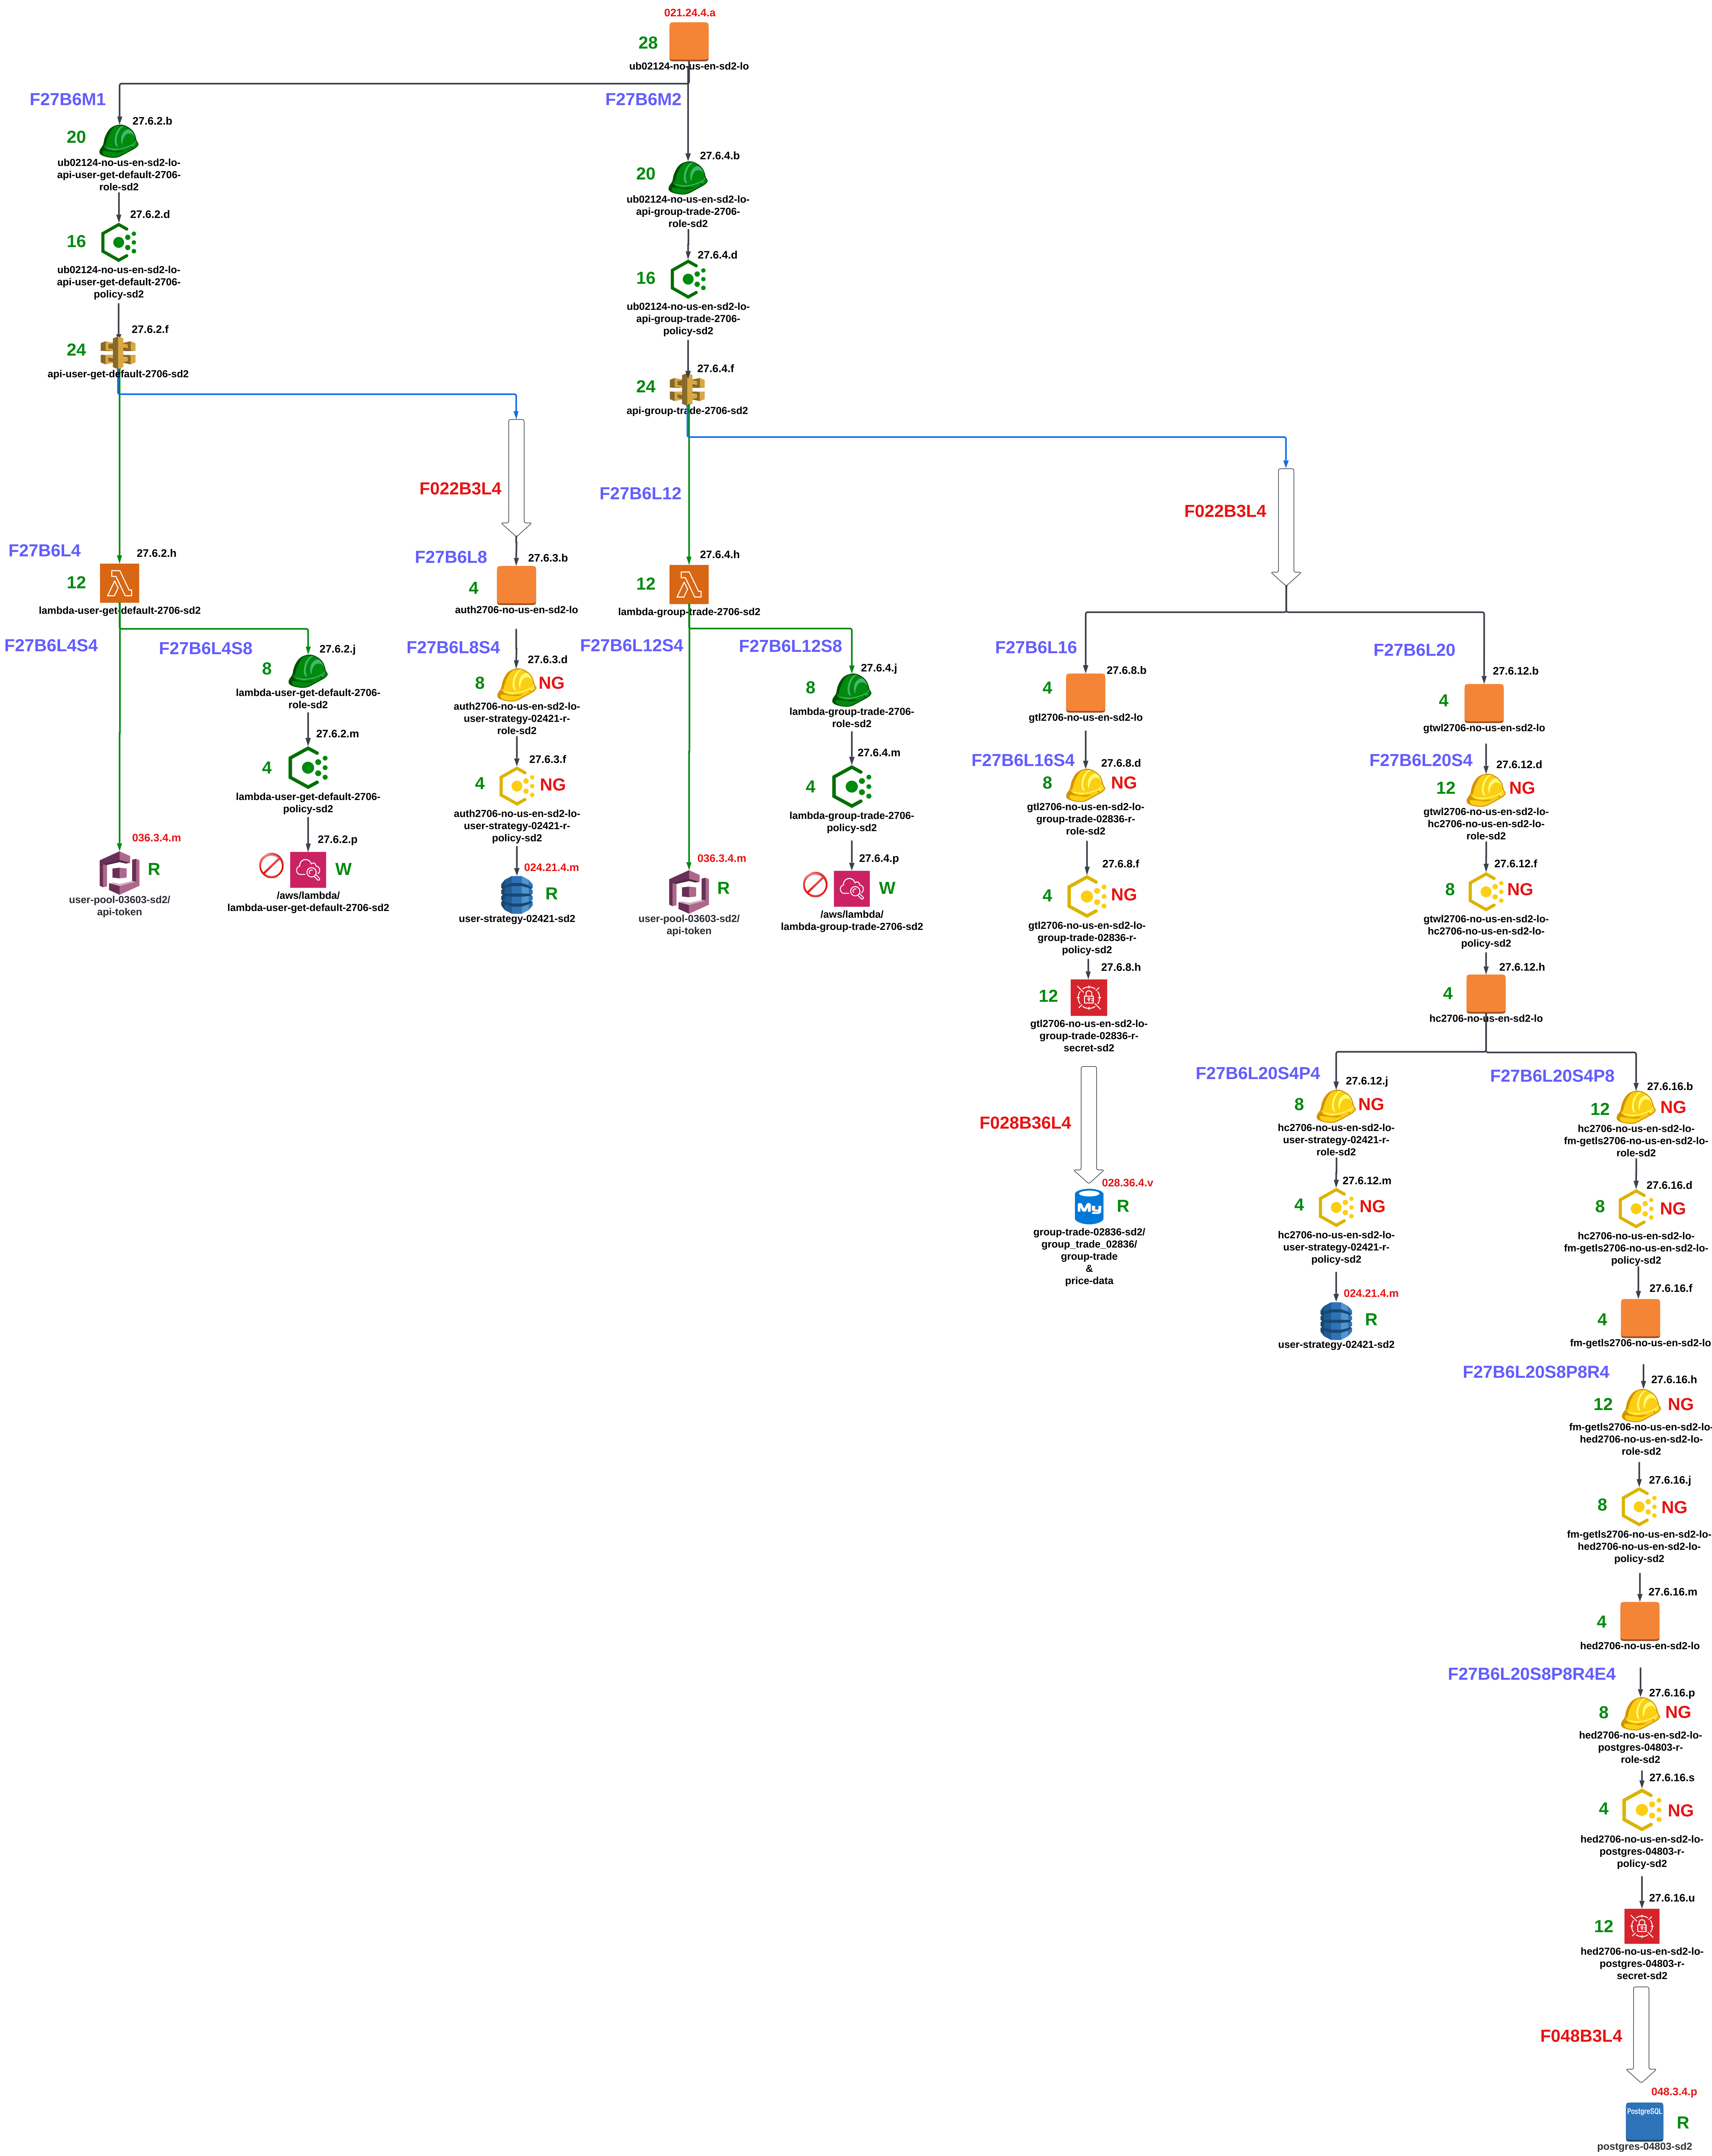 021.24.4.a
28
ub02124-no-us-en-sd2-lo
F27B6M1
27.6.2.b
20
ub02124-no-us-en-sd2-lo-
api-user-get-default-2706-
role-sd2
27.6.2.d
16
ub02124-no-us-en-sd2-lo-
api-user-get-default-2706-
policy-sd2
27.6.2.f
24
api-user-get-default-2706-sd2
F27B6L4
27.6.2.h
12
lambda-user-get-default-2706-sd2
F27B6L4S4
036.3.4.m
R
user-pool-03603-sd2/
api-token
F27B6L4S8
27.6.2.j
8
lambda-user-get-default-2706-
role-sd2
27.6.2.m
4
lambda-user-get-default-2706-
policy-sd2
27.6.2.p
W
/aws/lambda/
lambda-user-get-default-2706-sd2
F022B3L4
F27B6L8
27.6.3.b
4
auth2706-no-us-en-sd2-lo
F27B6L8S4
27.6.3.d
8
NG
auth2706-no-us-en-sd2-lo-
user-strategy-02421-r-
role-sd2
27.6.3.f
4
NG
auth2706-no-us-en-sd2-lo-
user-strategy-02421-r-
policy-sd2
024.21.4.m
R
user-strategy-02421-sd2
F27B6M2
27.6.4.b
20
ub02124-no-us-en-sd2-lo-
api-group-trade-2706-
role-sd2
27.6.4.d
16
ub02124-no-us-en-sd2-lo-
api-group-trade-2706-
policy-sd2
27.6.4.f
24
api-group-trade-2706-sd2
F27B6L12
27.6.4.h
12
lambda-group-trade-2706-sd2
F27B6L12S4
036.3.4.m
R
user-pool-03603-sd2/
api-token
F27B6L12S8
27.6.4.j
8
lambda-group-trade-2706-
role-sd2
27.6.4.m
4
lambda-group-trade-2706-
policy-sd2
27.6.4.p
W
/aws/lambda/
lambda-group-trade-2706-sd2
F022B3L4
F27B6L16
27.6.8.b
4
gtl2706-no-us-en-sd2-lo
F27B6L16S4
27.6.8.d
8
NG
gtl2706-no-us-en-sd2-lo-
group-trade-02836-r-
role-sd2
27.6.8.f
4
NG
gtl2706-no-us-en-sd2-lo-
group-trade-02836-r-
policy-sd2
27.6.8.h
12
gtl2706-no-us-en-sd2-lo-
group-trade-02836-r-
secret-sd2
F028B36L4
028.36.4.v
My
R
group-trade-02836-sd2/
group_trade_02836/
group-trade
&
price-data
F27B6L20
27.6.12.b
4
gtwl2706-no-us-en-sd2-lo
F27B6L20S4
27.6.12.d
12
NG
gtwl2706-no-us-en-sd2-lo-
hc2706-no-us-en-sd2-lo-
role-sd2
27.6.12.f
8
NG
gtwl2706-no-us-en-sd2-lo-
hc2706-no-us-en-sd2-lo-
policy-sd2
27.6.12.h
4
hc2706-no-us-en-sd2-lo
F27B6L20S4P4
27.6.12.j
8
NG
hc2706-no-us-en-sd2-lo-
user-strategy-02421-r-
role-sd2
27.6.12.m
4
NG
hc2706-no-us-en-sd2-lo-
user-strategy-02421-r-
policy-sd2
024.21.4.m
R
user-strategy-02421-sd2
F27B6L20S4P8
27.6.16.b
12
NG
hc2706-no-us-en-sd2-lo-
fm-getls2706-no-us-en-sd2-lo-
role-sd2
27.6.16.d
8
NG
hc2706-no-us-en-sd2-lo-
fm-getls2706-no-us-en-sd2-lo-
policy-sd2
27.6.16.f
4
fm-getls2706-no-us-en-sd2-lo
F27B6L20S8P8R4
27.6.16.h
12
NG
fm-getls2706-no-us-en-sd2-lo-
hed2706-no-us-en-sd2-lo-
role-sd2
27.6.16.j
8
NG
fm-getls2706-no-us-en-sd2-lo-
hed2706-no-us-en-sd2-lo-
policy-sd2
27.6.16.m
4
hed2706-no-us-en-sd2-lo
F27B6L20S8P8R4E4
27.6.16.p
8
NG
hed2706-no-us-en-sd2-lo-
postgres-04803-r-
role-sd2
27.6.16.s
4
NG
hed2706-no-us-en-sd2-lo-
postgres-04803-r-
policy-sd2
27.6.16.u
12
hed2706-no-us-en-sd2-lo-
postgres-04803-r-
secret-sd2
F048B3L4
048.3.4.p
PostgreSQL
R
postgres-04803-sd2